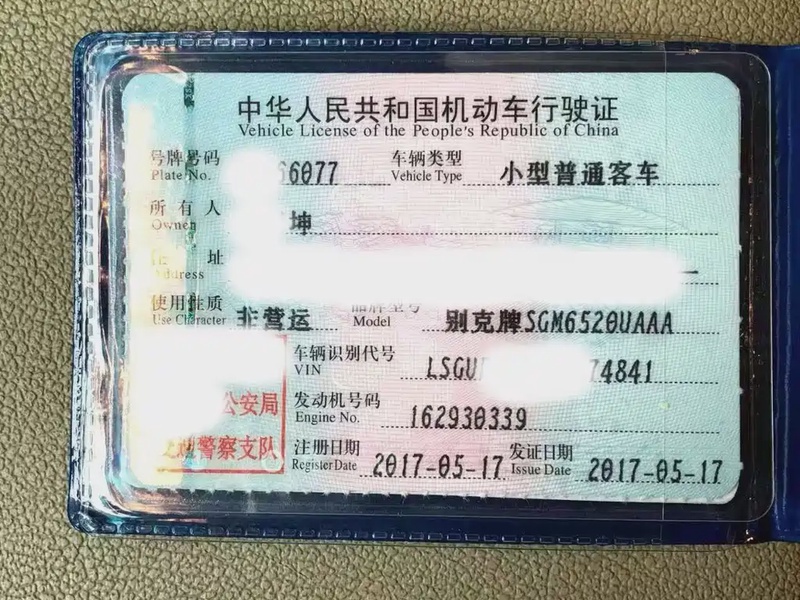 中华人民共和国机动车行驶证
Vehicle License of the People's Republic of China
号牌号码 66077 车辆类型 小型普通客车
Plate No. Vehicle Type
所有人 坤
Owner
址
Address
使用性质 非营运 品牌型号 别克牌SGM6520UAAA
Use Character Model
车辆识别代号 LSGU 74841
VIN
公安局 发动机号码 162930339
Engine No.
警察支队 注册日期 2017-05-17 发证日期 2017-05-17
Register Date Issue Date